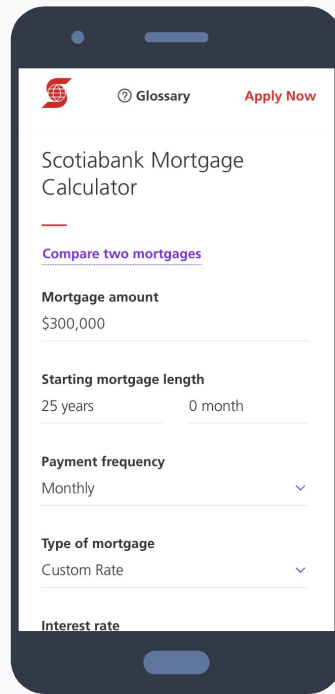 Glossary
Apply Now
Scotiabank Mortgage
Calculator
Compare two mortgages
Mortgage amount
$300,000
Starting mortgage length
25 years
0 month
Payment frequency
Monthly
Type of mortgage
Custom Rate
Interest rate